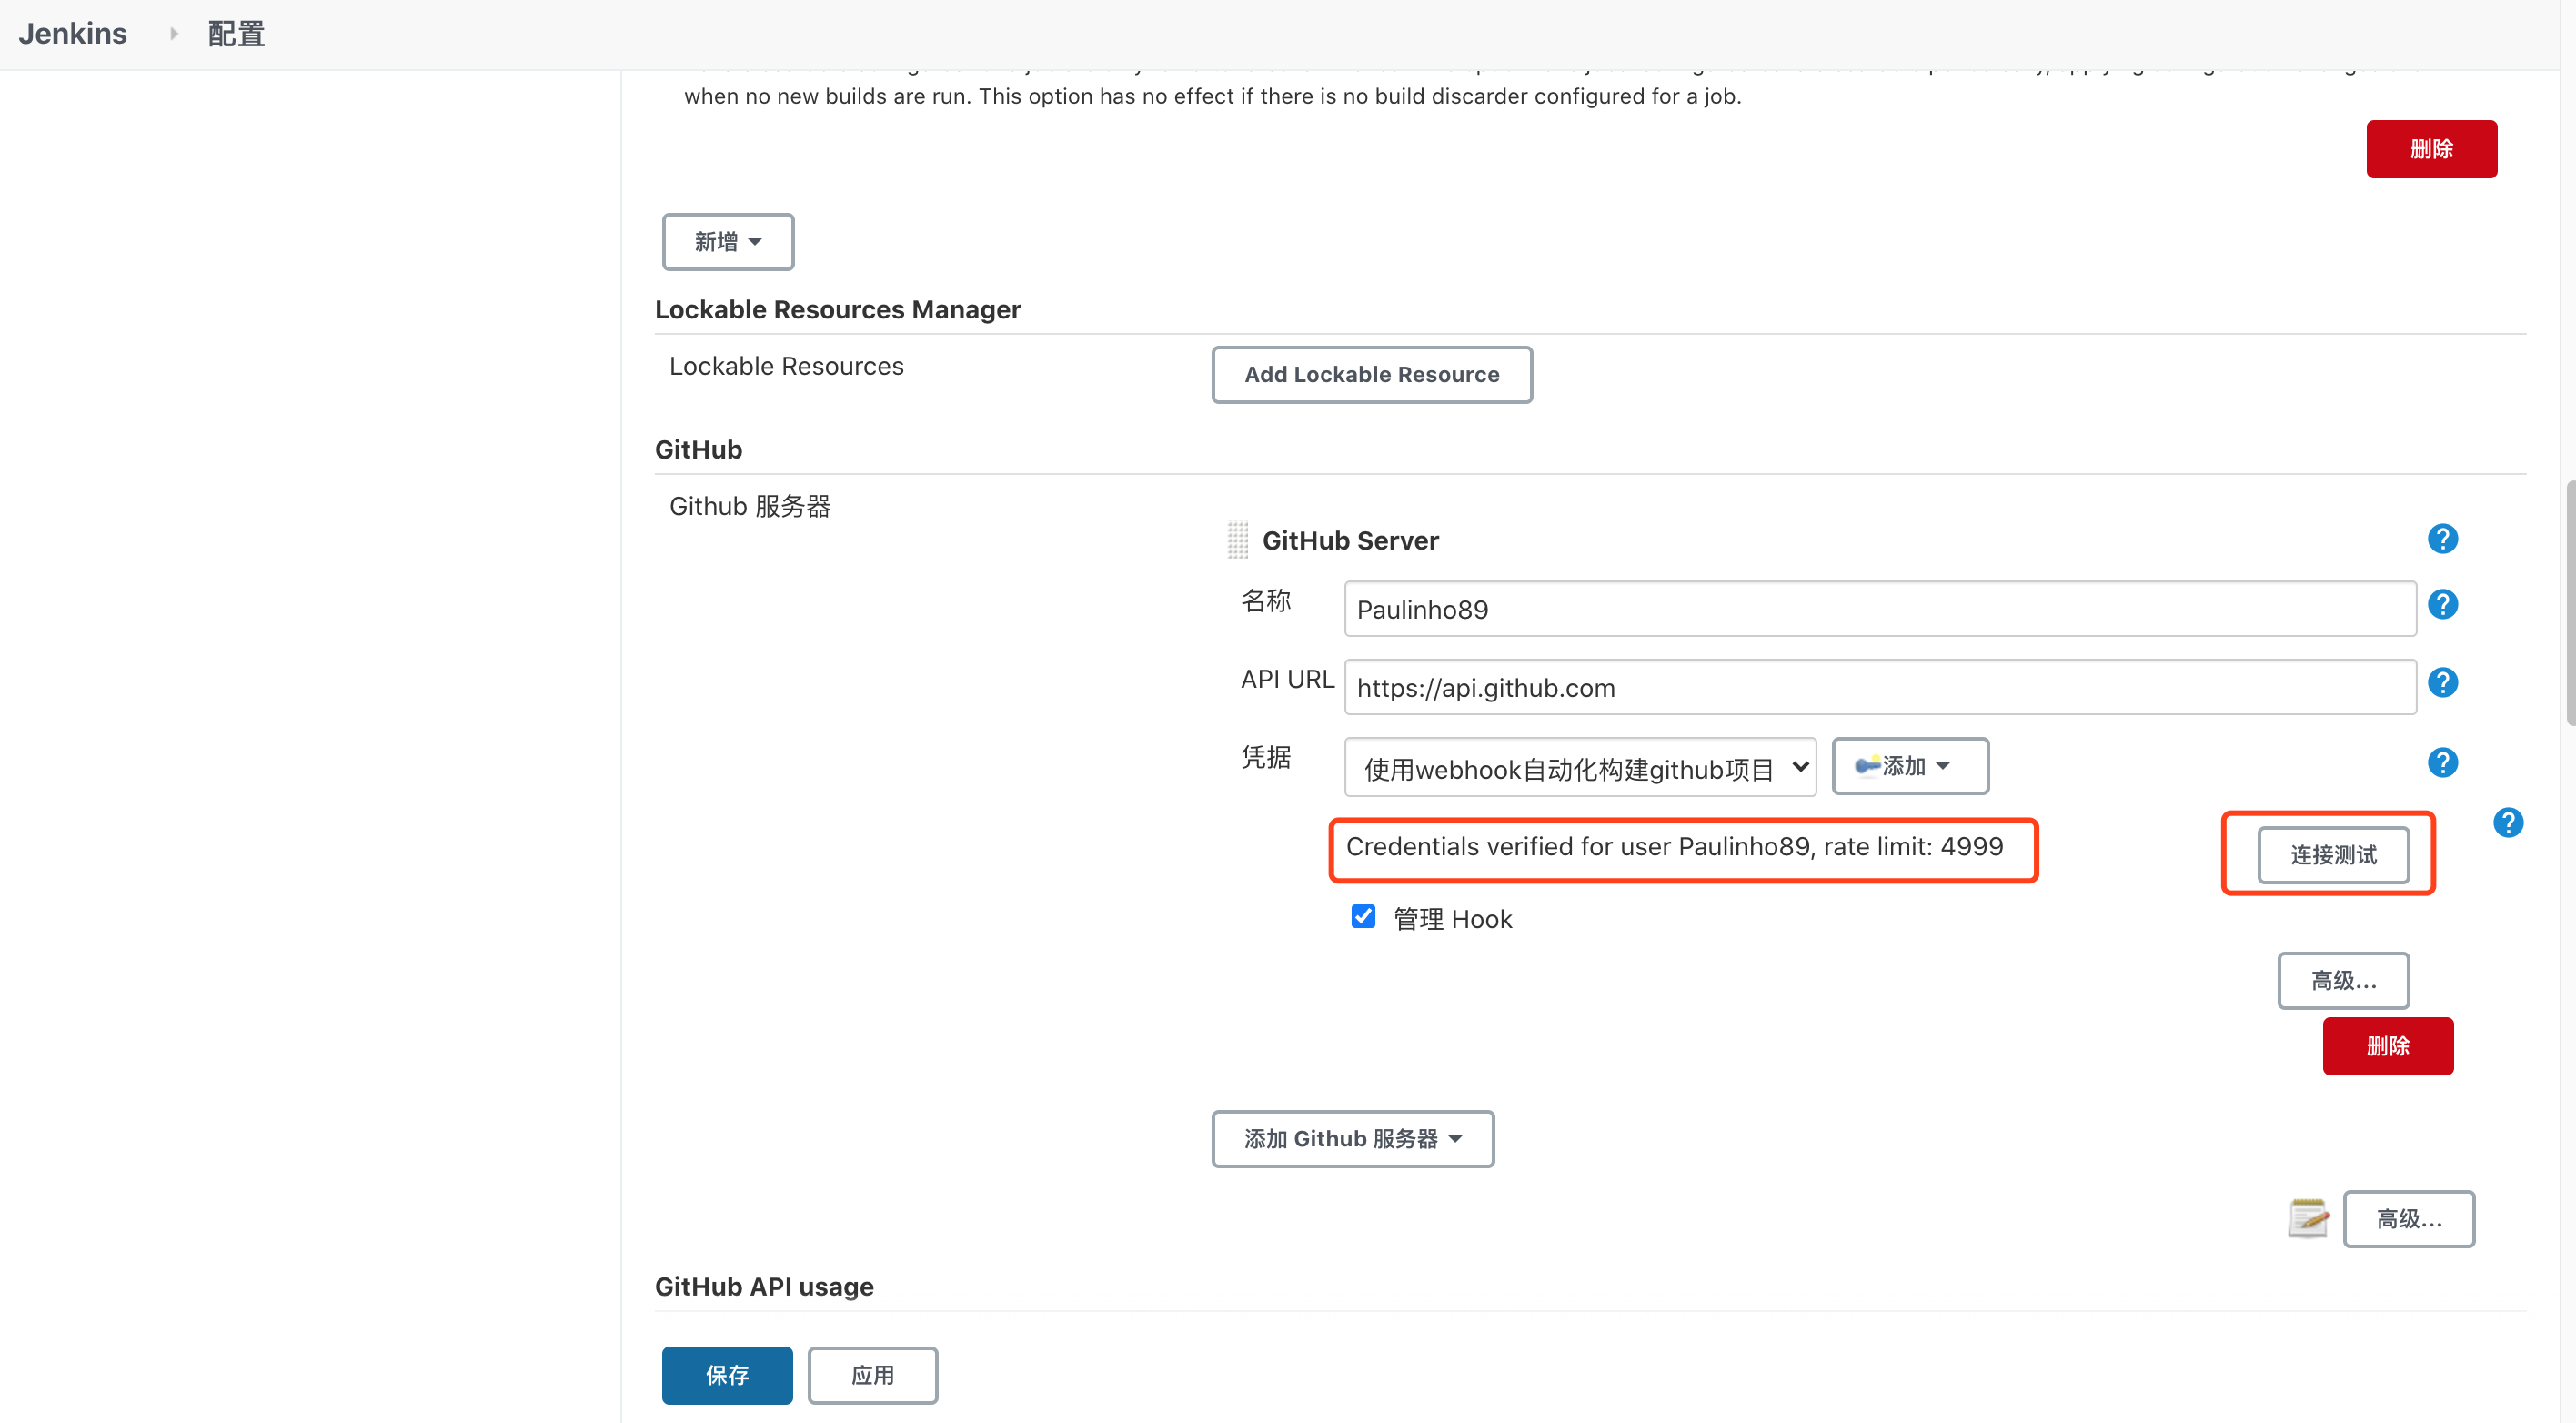 Jenkins 配置
when no new builds are run. This option has no effect if there is no build discarder configured for a job.
删除
新增
Lockable Resources Manager
Lockable Resources
Add Lockable Resource
GitHub
Github 服务器
GitHub Server
名称
Paulinho89
API URL
https://api.github.com
凭据
使用webhook自动化构建github项目
添加
Credentials verified for user Paulinho89, rate limit: 4999
连接测试
管理 Hook
高级...
删除
添加 Github 服务器
高级...
GitHub API usage
保存
应用